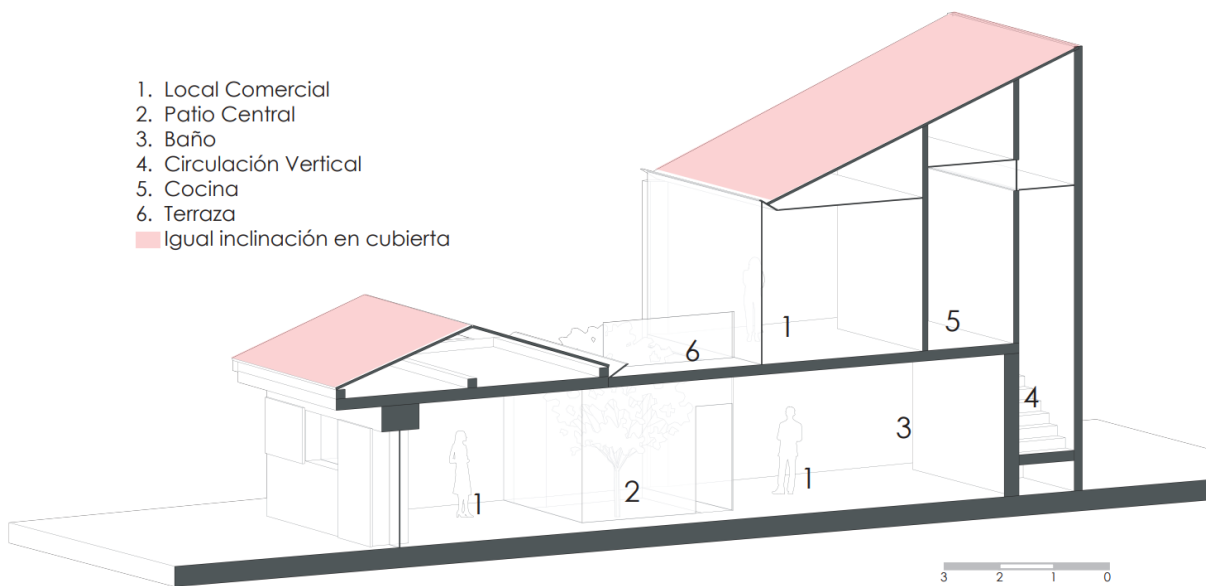 1. Local Comercial
2. Patio Central
3. Baño
4. Circulación Vertical
5. Cocina
6. Terraza
Igual inclinación en cubierta
1
5
6
4
3
1
2
1
3 2 1 0